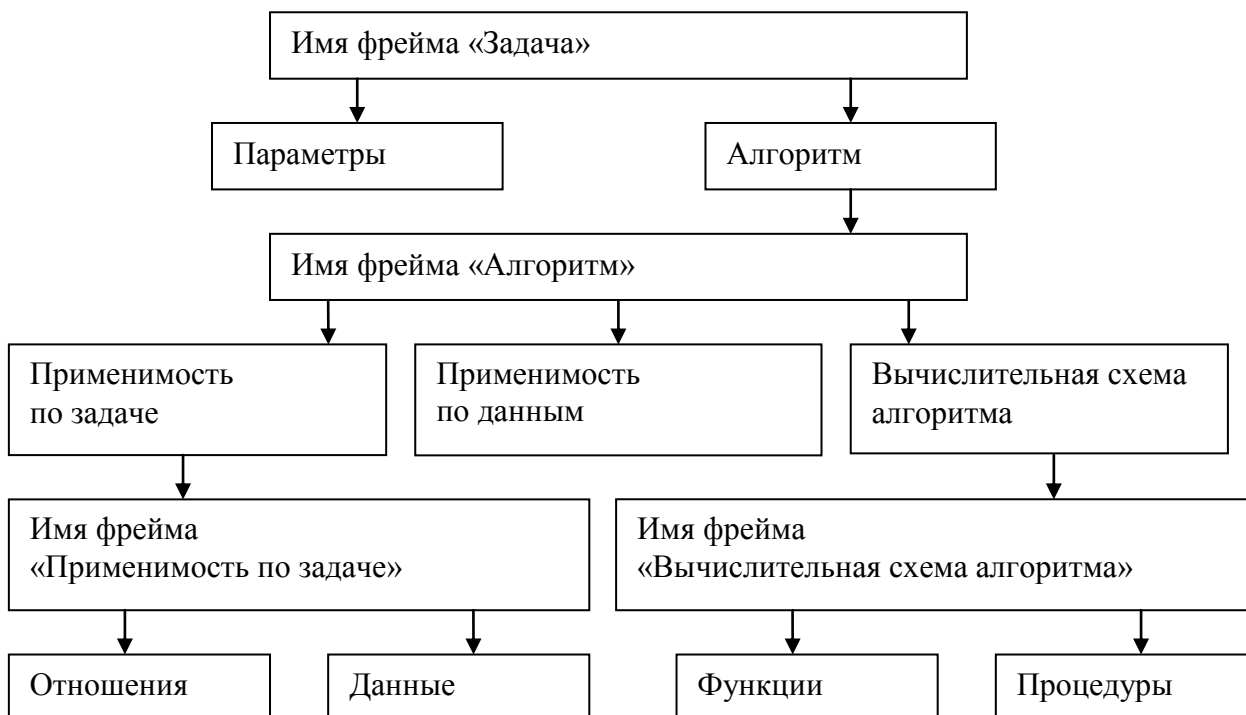 Имя фрейма «Задача»
Параметры
Алгоритм
Имя фрейма «Алгоритм»
Применимость
по задаче
Применимость
по данным
Вычислительная схема
алгоритма
Имя фрейма
«Применимость по задаче»
Имя фрейма
«Вычислительная схема алгоритма»
Отношения
Данные
Функции
Процедуры